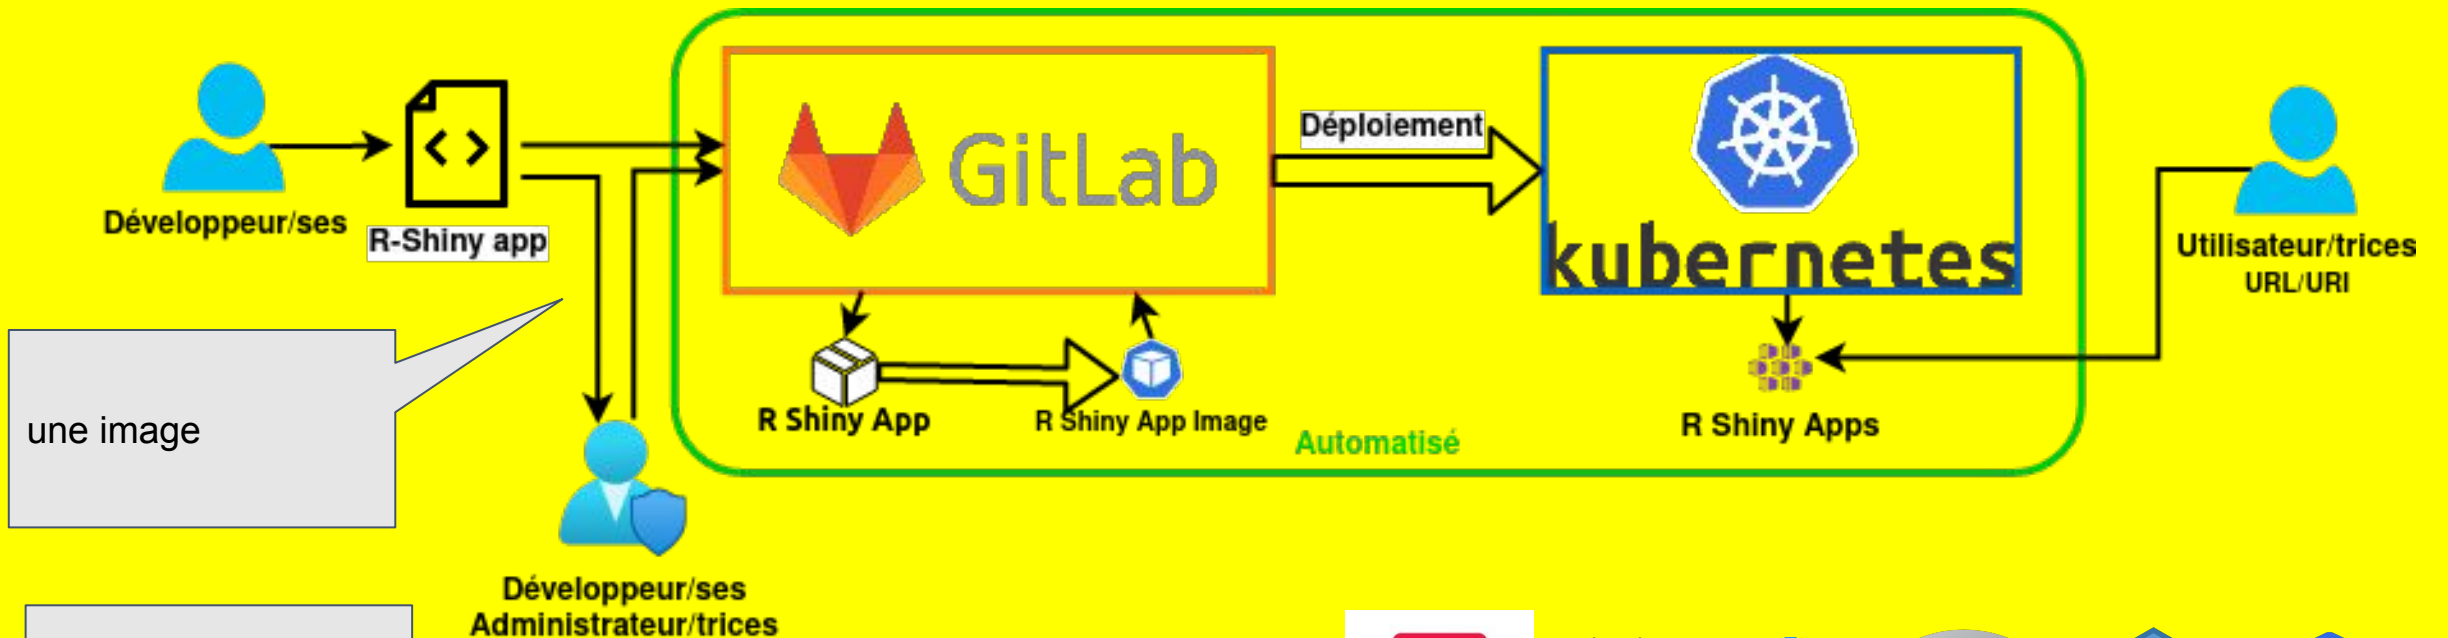 Développeur/ses
R-Shiny app
GitLab
Déploiement
kubernetes
Utilisateur/trices
URL/URI
R Shiny App
R Shiny App Image
R Shiny Apps
Automatisé
une image
Développeur/ses
Administrateur/trices